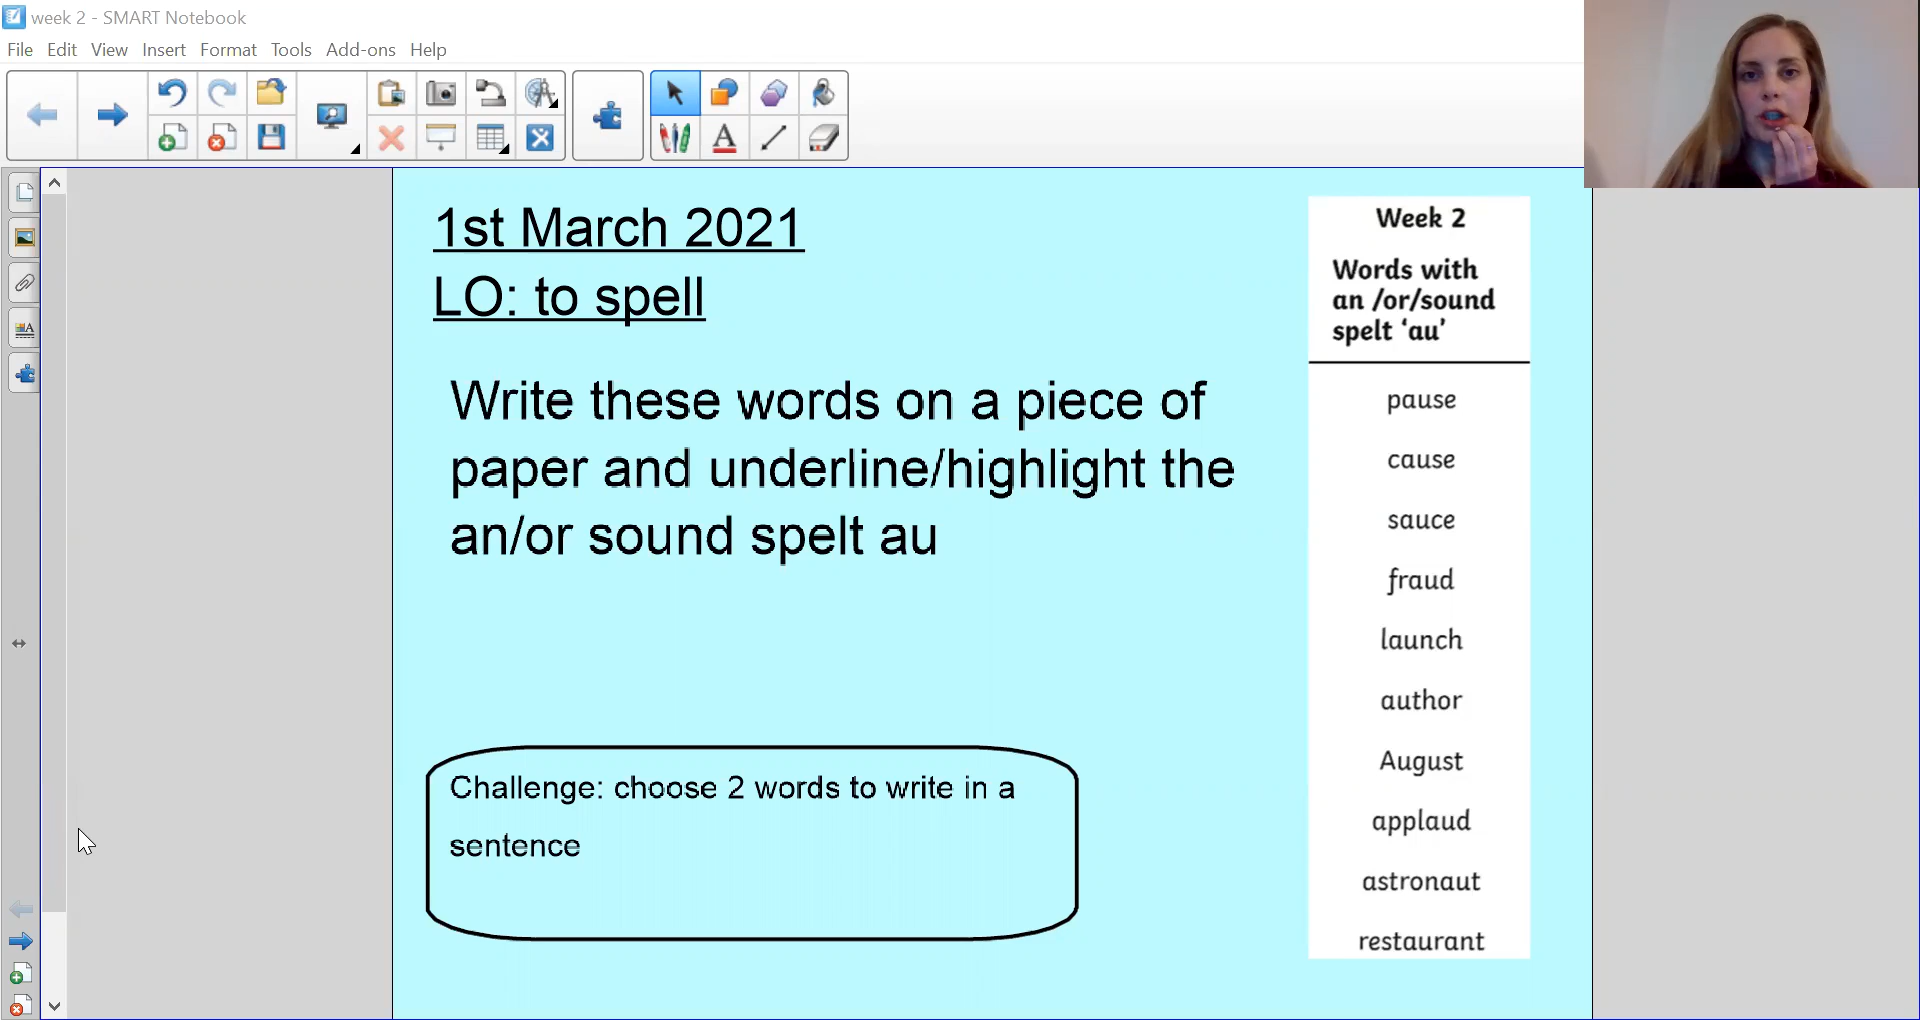 week 2 - SMART Notebook
File Edit View Insert Format Tools Add-ons Help
1st March 2021
LO: to spell
Write these words on a piece of
paper and underline/highlight the
an/or sound spelt au
Challenge: choose 2 words to write in a
sentence
Week 2
Words with
an /or/sound
spelt ‘au’
pause
cause
sauce
fraud
launch
author
August
applaud
astronaut
restaurant